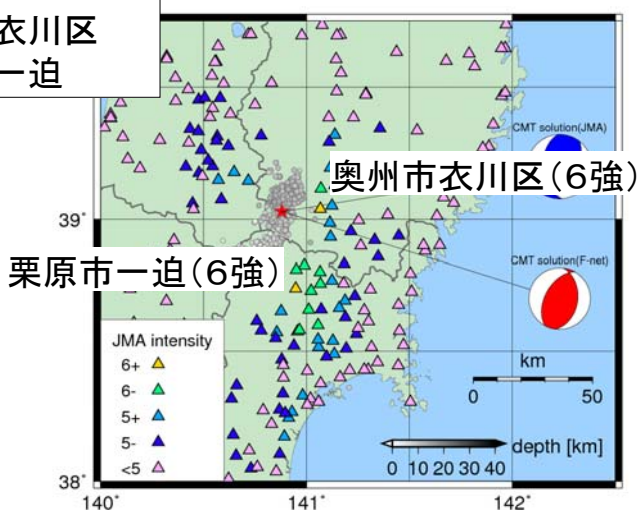 衣川区
一迫
CMT solution(JMA)
奥州市衣川区(6強)
39°
CMT solution(F-net)
栗原市一迫(6強)
JMA intensity
6+
6-
5+
5-
<5
km
0 50
depth [km]
0 10 20 30 40
38°
140° 141° 142°